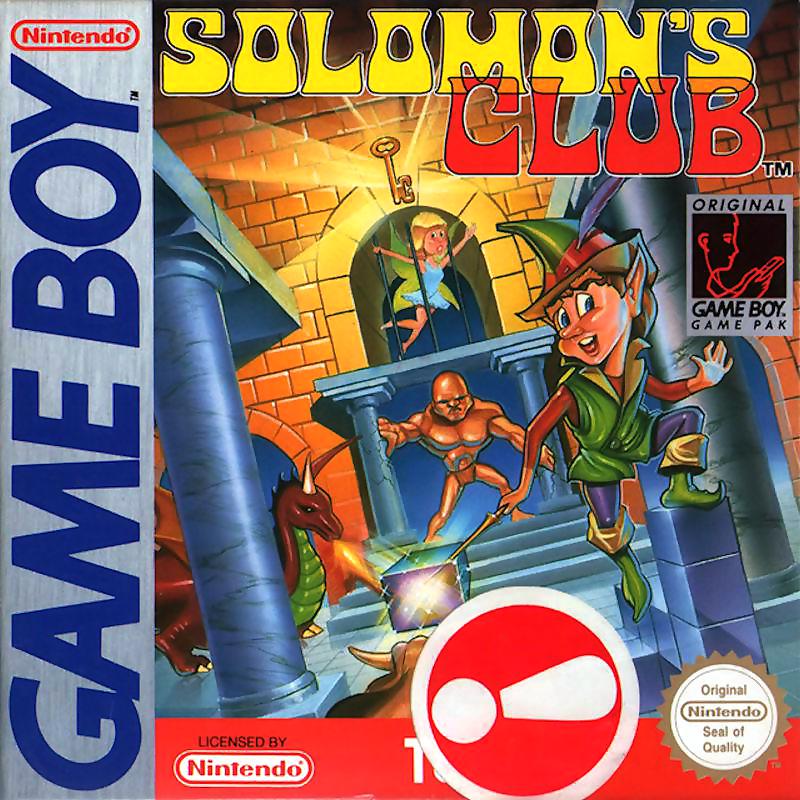 Nintendo
GAME BOY
TM
SOLOMON'S
CLUB
TM
ORIGINAL
GAME BOY
GAME PAK
LICENSED BY
Nintendo
Original
Nintendo
Seal of
Quality
TM